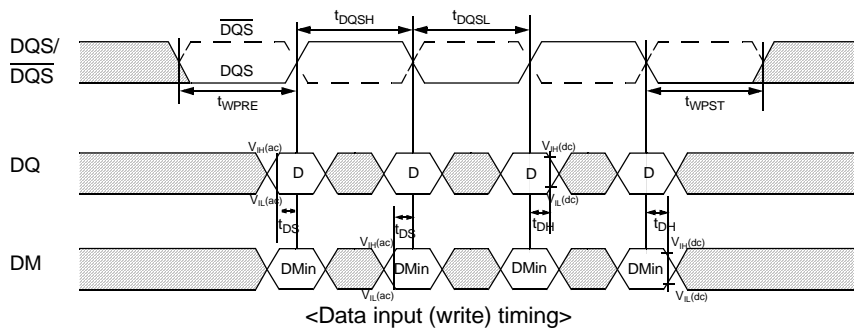 DQS/
DQS
DQS
tDQSH
tDQSL
DQS
tWPRE
tWPST
DQ
VIH(ac)
VIL(ac)
D
D
D
D
VIH(dc)
VIL(dc)
tDS
tDS
tDH
tDH
DM
VIH(ac)
VIL(ac)
DMin
DMin
DMin
DMin
VIH(dc)
VIL(dc)
<Data input (write) timing>